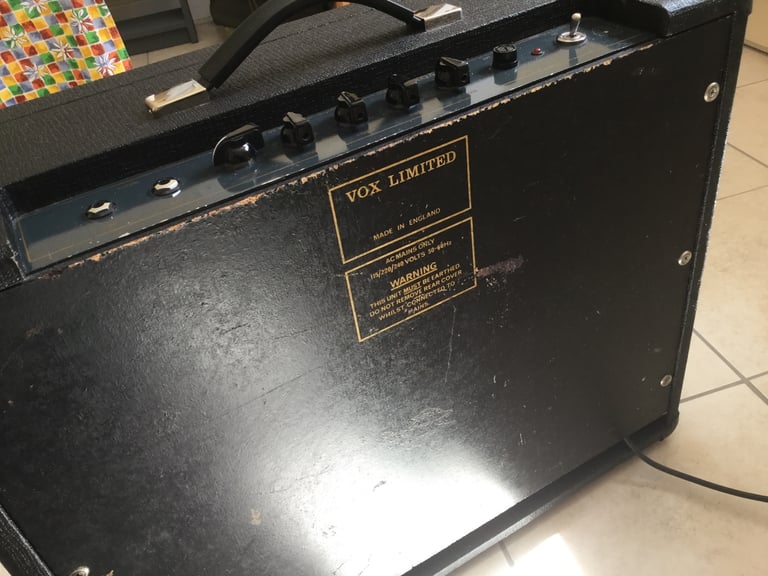 VOX LIMITED
MADE IN ENGLAND
AC MAINS ONLY
115/220/240 VOLTS 50-60Hz
WARNING
THIS UNIT MUST BE EARTHED
DO NOT REMOVE REAR COVER
WHILST CONNECTED TO
MAINS.